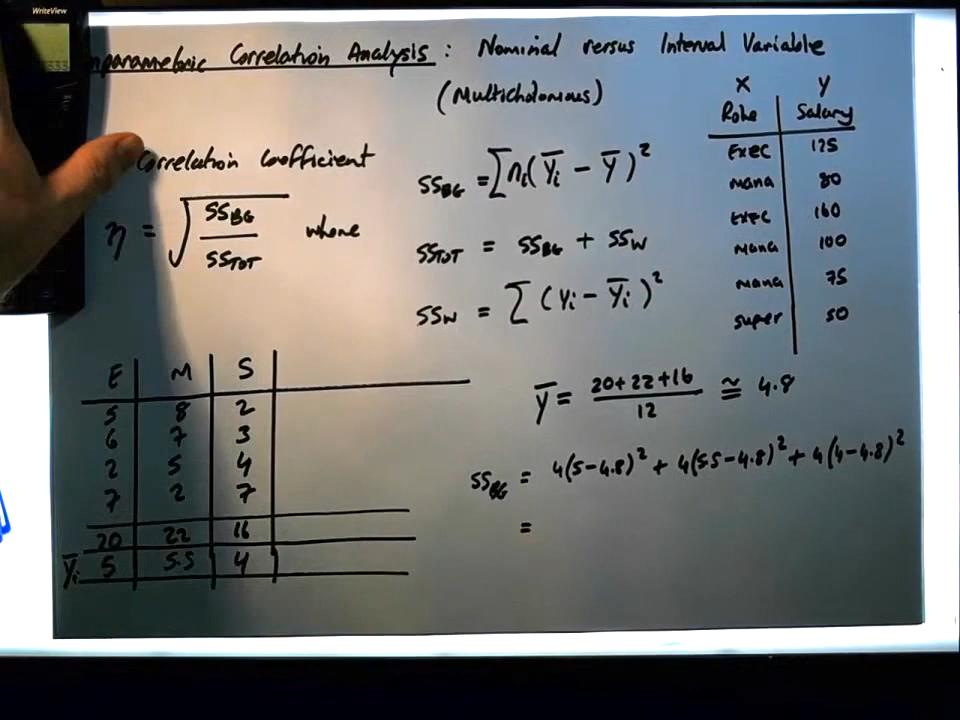 WriteView
nparametric Correlation Analysis : Nominal versus Interval Variable
(Multichotomous)
Correlation Coefficient
η = √ SSBG / SSTOT where
SSBG = ∑ ni(Ȳi - Ȳ)²
SSTOT = SSBG + SSW
SSW = ∑ (Yi - Ȳi)²
X Y
Role Salary
Exec 125
Mana 80
Exec 160
Mana 100
Mana 75
Super 50
E M S
5 8 2
6 7 3
2 5 4
7 2 7
20 22 16
Ȳi 5 5.5 4
Ȳ = 20+22+16 / 12 ≅ 4.8
SSBG = 4(5-4.8)² + 4(5.5-4.8)² + 4(4-4.8)²
=